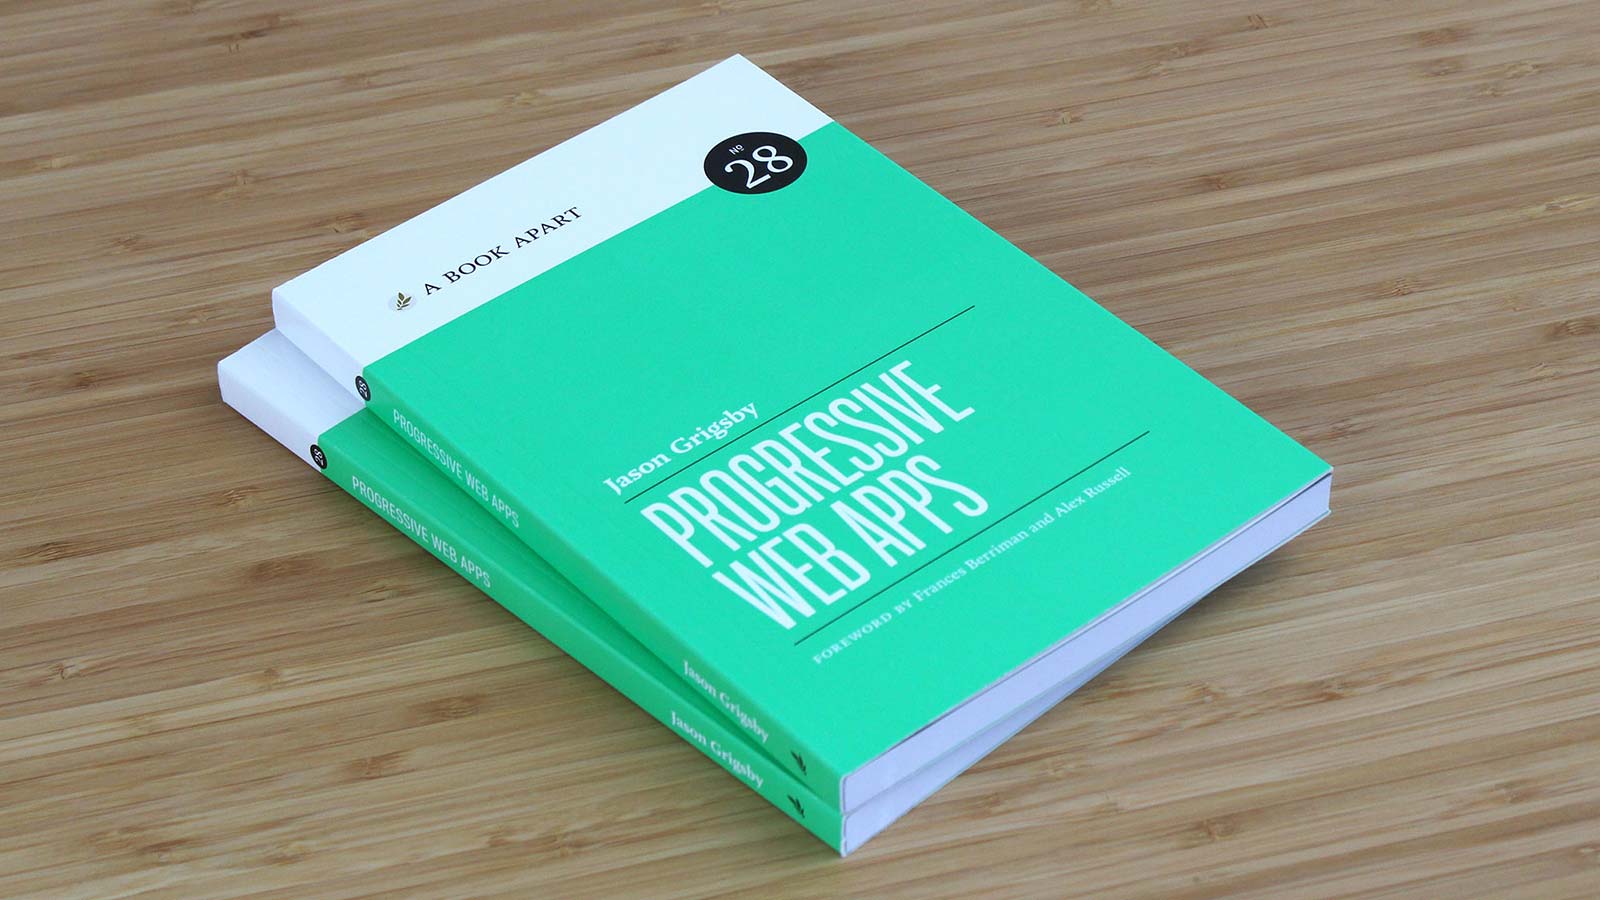 Nº
28
A BOOK APART
Jason Grigsby
PROGRESSIVE
WEB APPS
FOREWORD BY Frances Berriman and Alex Russell
28
PROGRESSIVE WEB APPS
Jason Grigsby
28
PROGRESSIVE WEB APPS
Jason Grigsby